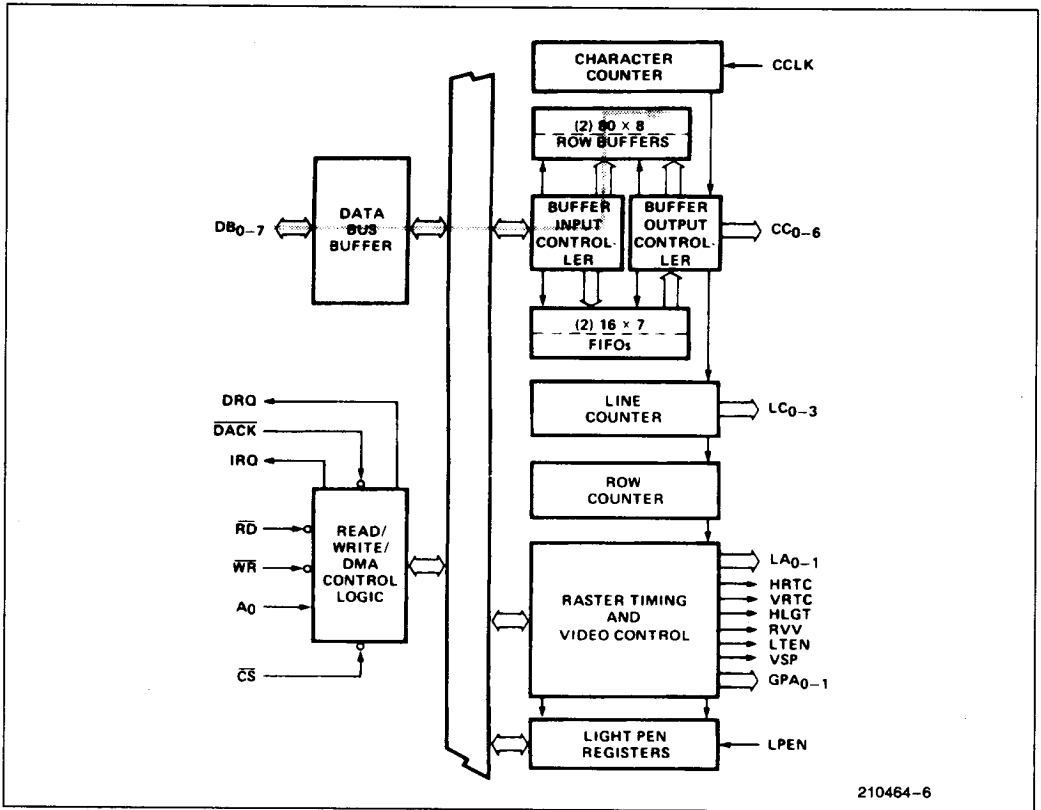 CHARACTER
COUNTER
CCLK
(2) 80 × 8
ROW BUFFERS
DATA
BUS
BUFFER
DB0–7
BUFFER
INPUT
CONTROL-
LER
BUFFER
OUTPUT
CONTROL-
LER
CC0–6
(2) 16 × 7
FIFOs
LINE
COUNTER
LC0–3
ROW
COUNTER
DRQ
DACK
IRQ
RD
WR
A0
CS
READ/
WRITE/
DMA
CONTROL
LOGIC
RASTER TIMING
AND
VIDEO CONTROL
LA0–1
HRTC
VRTC
HLGT
RVV
LTEN
VSP
GPA0–1
LIGHT PEN
REGISTERS
LPEN
210464–6